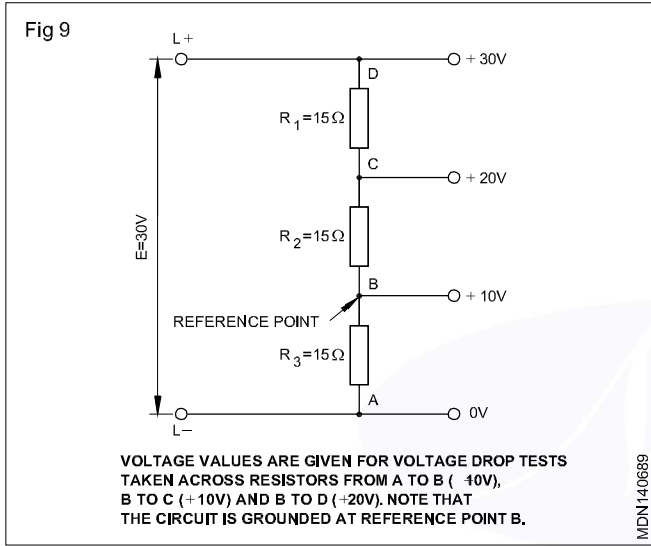 Fig 9
L+
+ 30V
D
R1=15Ω
C
+ 20V
E=30V
R2=15Ω
B
+ 10V
REFERENCE POINT
R3=15Ω
A
0V
L–
VOLTAGE VALUES ARE GIVEN FOR VOLTAGE DROP TESTS
TAKEN ACROSS RESISTORS FROM A TO B ( –10V),
B TO C (+10V) AND B TO D (+20V). NOTE THAT
THE CIRCUIT IS GROUNDED AT REFERENCE POINT B.
MDN140689